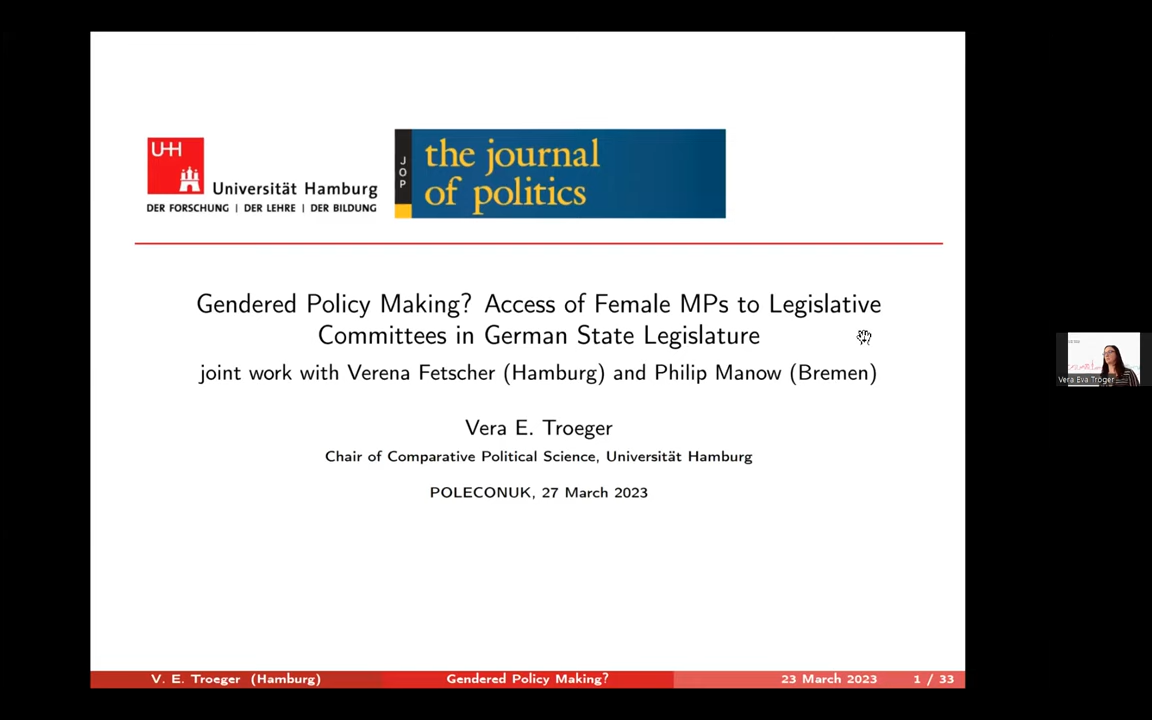 UHH
Universität Hamburg
DER FORSCHUNG | DER LEHRE | DER BILDUNG
JOP
the journal
of politics
Gendered Policy Making? Access of Female MPs to Legislative
Committees in German State Legislature
joint work with Verena Fetscher (Hamburg) and Philip Manow (Bremen)
Vera E. Troeger
Chair of Comparative Political Science, Universität Hamburg
POLECONUK, 27 March 2023
Vera Eva Tröger
V. E. Troeger (Hamburg) Gendered Policy Making? 23 March 2023 1 / 33